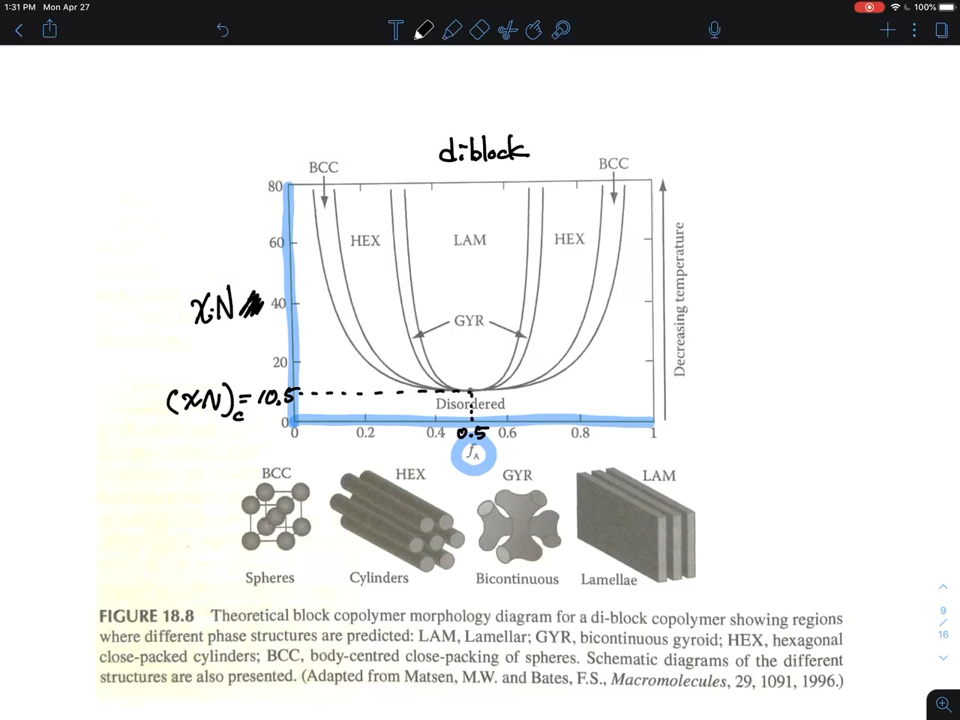 1:31 PM Mon Apr 27
100%
di-block
BCC
BCC
80
60
HEX
LAM
HEX
χ·N
40
GYR
20
Decreasing temperature
(χN)c = 10.5
Disordered
0
0
0.2
0.4
0.5
0.6
0.8
1
fA
BCC
HEX
GYR
LAM
Spheres
Cylinders
Bicontinuous
Lamellae
FIGURE 18.8 Theoretical block copolymer morphology diagram for a di-block copolymer showing regions
where different phase structures are predicted: LAM, Lamellar; GYR, bicontinuous gyroid; HEX, hexagonal
close-packed cylinders; BCC, body-centred close-packing of spheres. Schematic diagrams of the different
structures are also presented. (Adapted from Matsen, M.W. and Bates, F.S., Macromolecules, 29, 1091, 1996.)
9
/
16